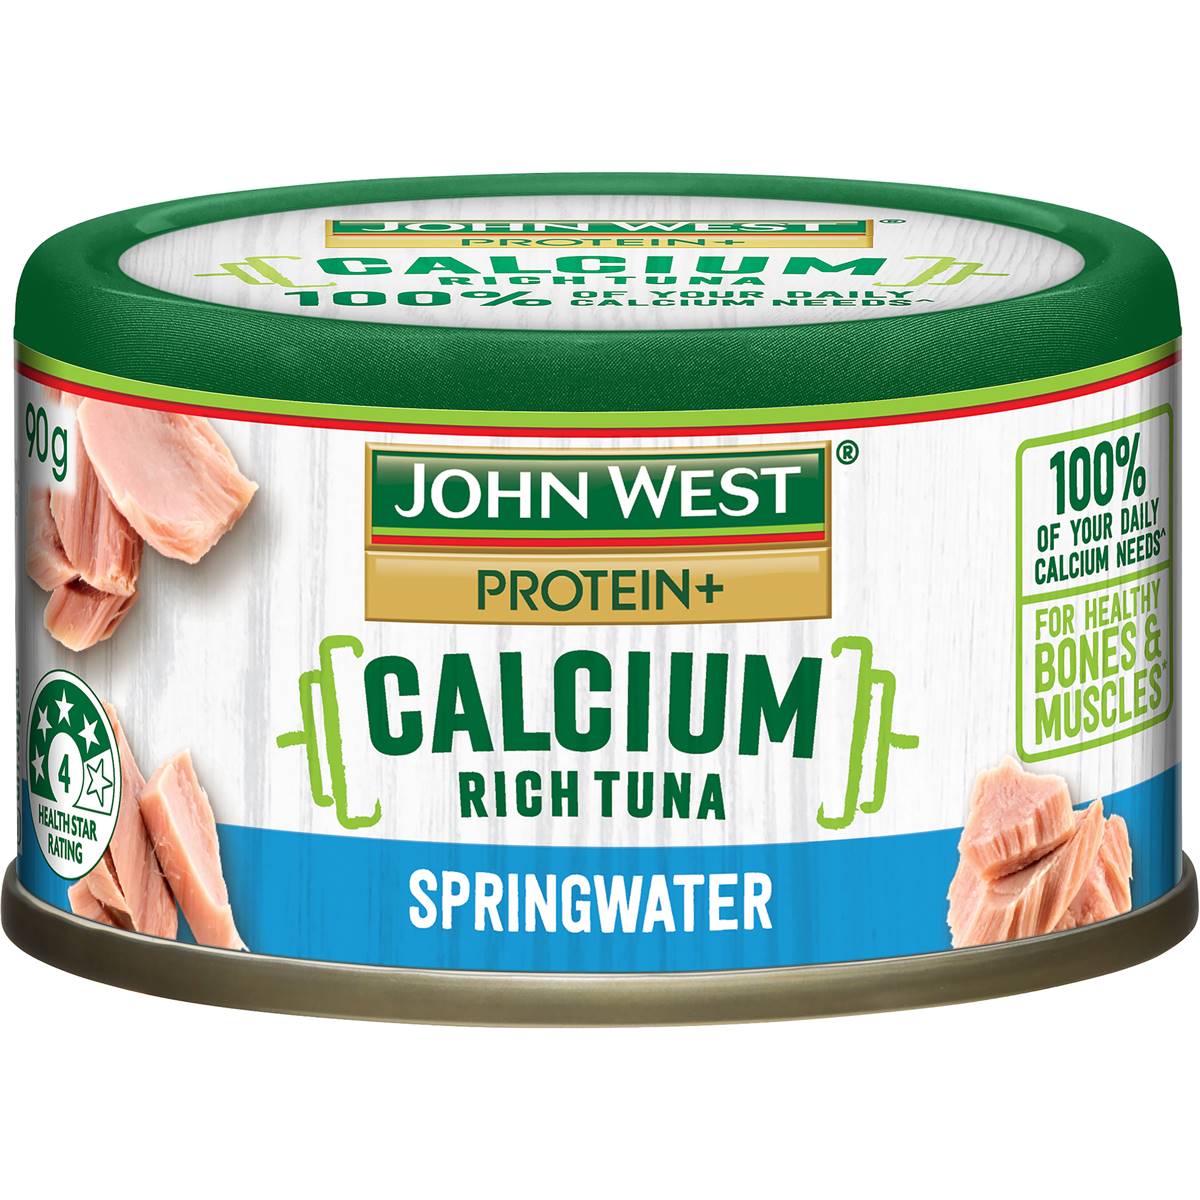 JOHN WEST ®
PROTEIN+
CALCIUM
RICH TUNA
100% OF YOUR DAILY
CALCIUM NEEDS^
90g
JOHN WEST ®
PROTEIN+
CALCIUM
RICH TUNA
SPRINGWATER
100%
OF YOUR DAILY
CALCIUM NEEDS^
FOR HEALTHY
BONES &
MUSCLES*
4
HEALTH STAR
RATING